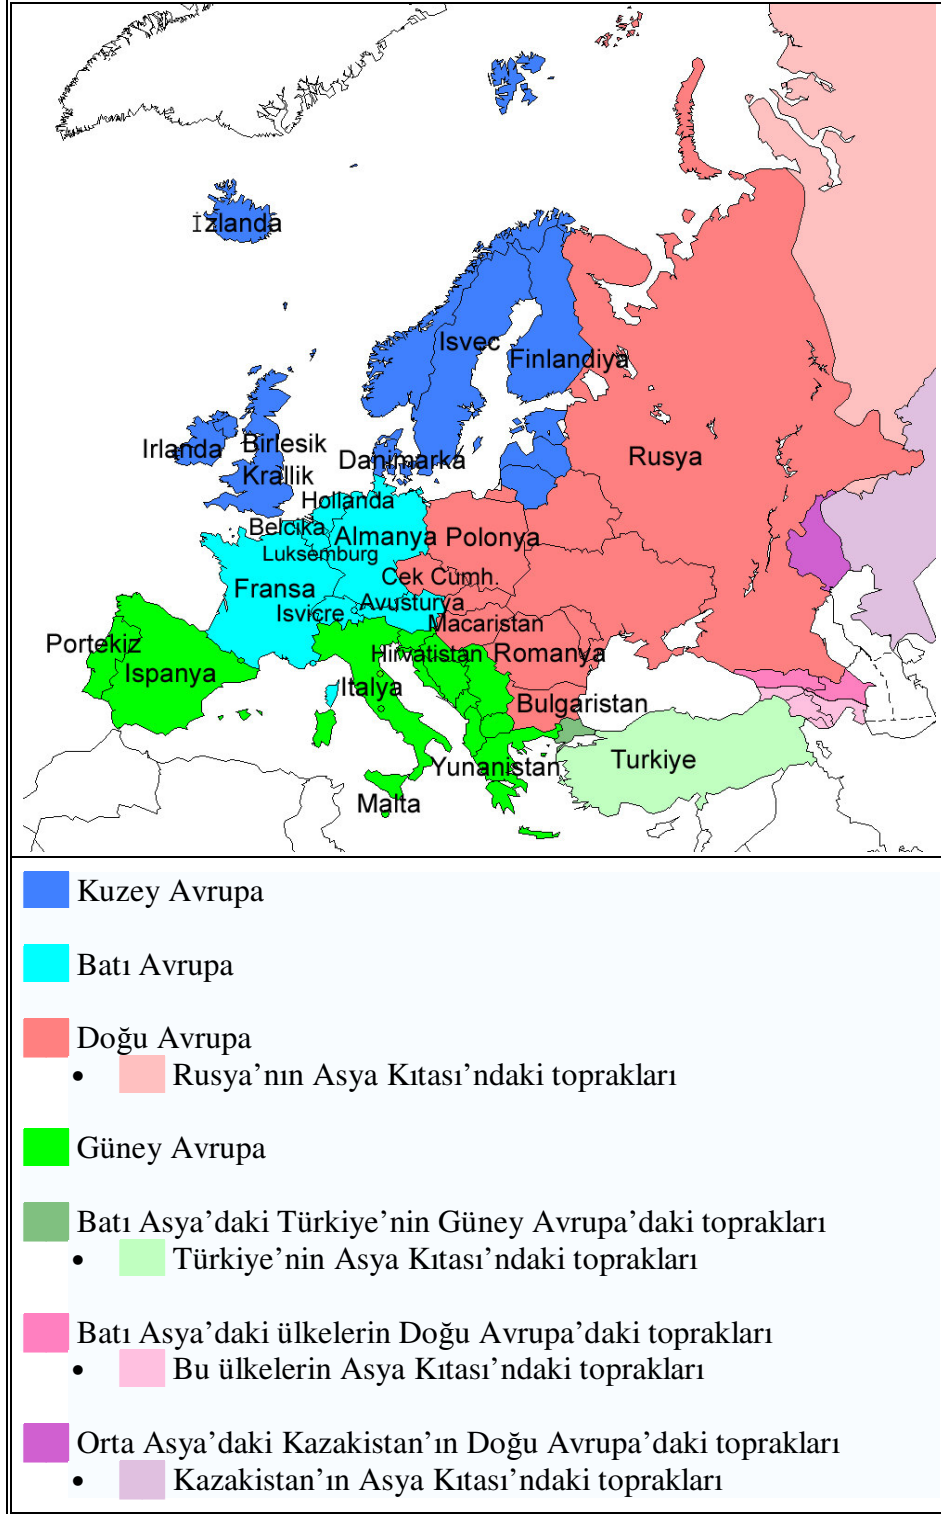 İzlanda
Isvec
Finlandiya
Irlanda
Birlesik
Krallik
Danimarka
Rusya
Hollanda
Belcika
Almanya
Polonya
Luksemburg
Fransa
Cek Cumh.
Isvicre
Avusturya
Macaristan
Portekiz
Ispanya
Hirvatistan
Romanya
Italya
Bulgaristan
Yunanistan
Turkiye
Malta
Kuzey Avrupa
Batı Avrupa
Doğu Avrupa
• Rusya’nın Asya Kıtası’ndaki toprakları
Güney Avrupa
Batı Asya’daki Türkiye’nin Güney Avrupa’daki toprakları
• Türkiye’nin Asya Kıtası’ndaki toprakları
Batı Asya’daki ülkelerin Doğu Avrupa’daki toprakları
• Bu ülkelerin Asya Kıtası’ndaki toprakları
Orta Asya’daki Kazakistan’ın Doğu Avrupa’daki toprakları
• Kazakistan’ın Asya Kıtası’ndaki toprakları